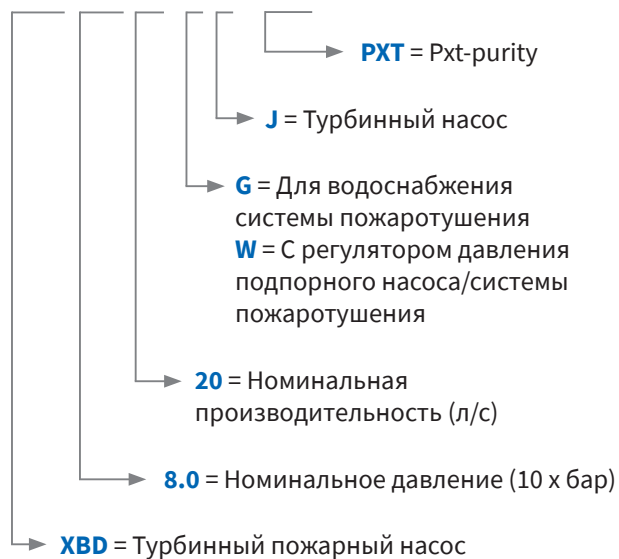 PXT = Pxt-purity
J = Турбинный насос
G = Для водоснабжения
системы пожаротушения
W = С регулятором давления
подпорного насоса/системы
пожаротушения
20 = Номинальная
производительность (л/с)
8.0 = Номинальное давление (10 x бар)
XBD = Турбинный пожарный насос